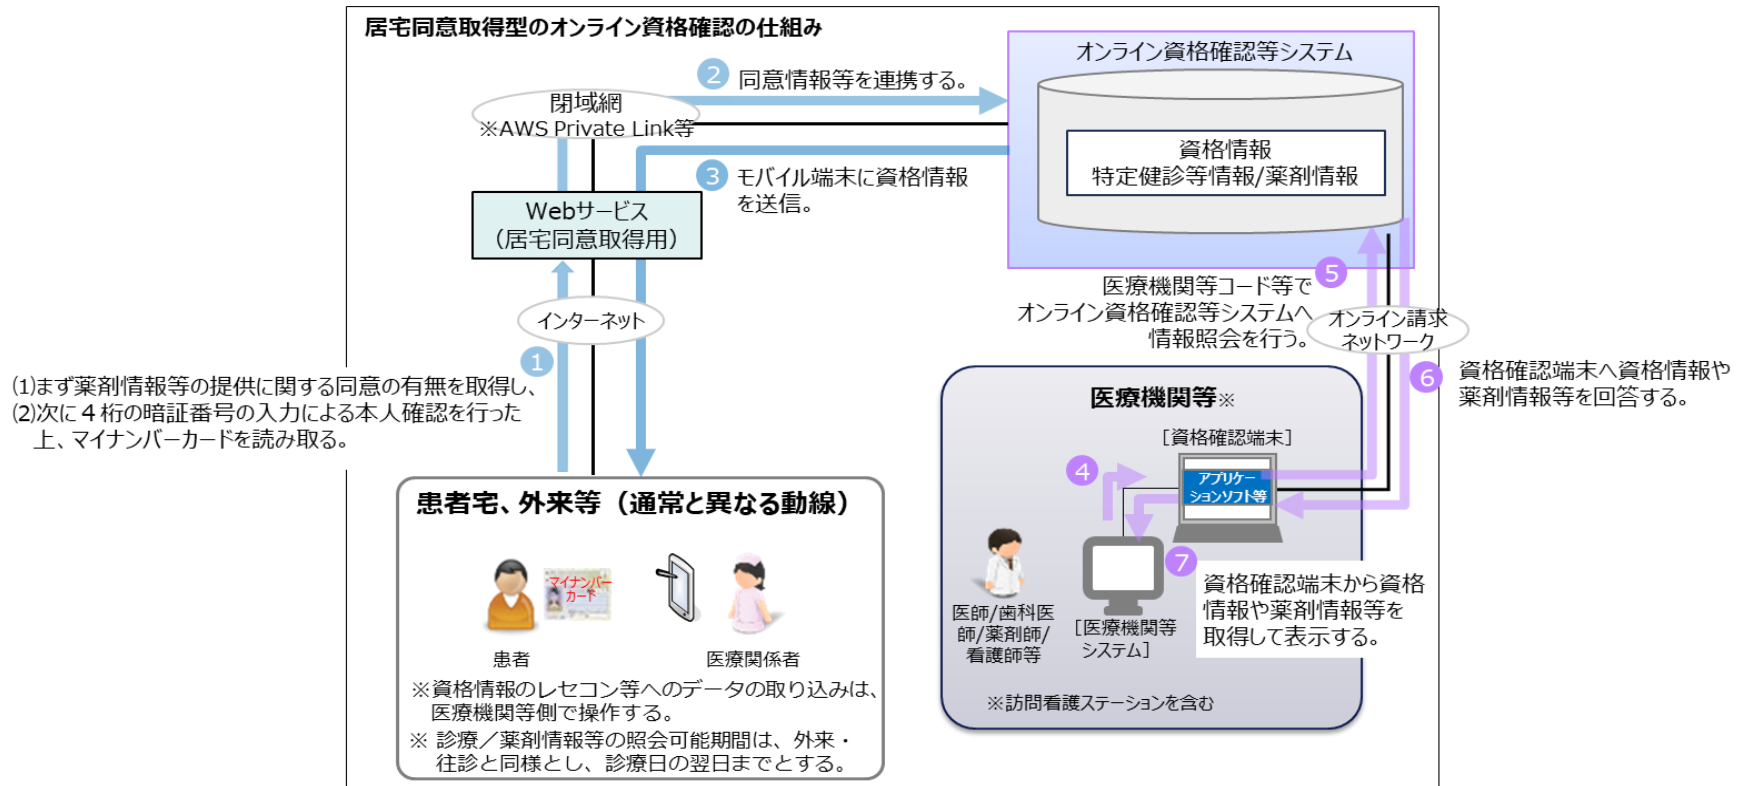 居宅同意取得型のオンライン資格確認の仕組み
オンライン資格確認等システム
2 同意情報等を連携する。
閉域網
※AWS Private Link等
資格情報
特定健診等情報/薬剤情報
3 モバイル端末に資格情報
を送信。
Webサービス
（居宅同意取得用）
5
医療機関等コード等で
オンライン資格確認等システムへ
情報照会を行う。
インターネット
オンライン請求
ネットワーク
1
⑴まず薬剤情報等の提供に関する同意の有無を取得し、
⑵次に４桁の暗証番号の入力による本人確認を行った
上、マイナンバーカードを読み取る。
6 資格確認端末へ資格情報や
薬剤情報等を回答する。
医療機関等※
［資格確認端末］
4
アプリケー
ションソフト等
患者宅、外来等（通常と異なる動線）
マイナンバー
カード
患者
医療関係者
※資格情報のレセコン等へのデータの取り込みは、
医療機関等側で操作する。
※ 診療／薬剤情報等の照会可能期間は、外来・
往診と同様とし、診療日の翌日までとする。
7
資格確認端末から資格
情報や薬剤情報等を
取得して表示する。
医師/歯科医
師/薬剤師/
看護師等
［医療機関等
システム］
※訪問看護ステーションを含む